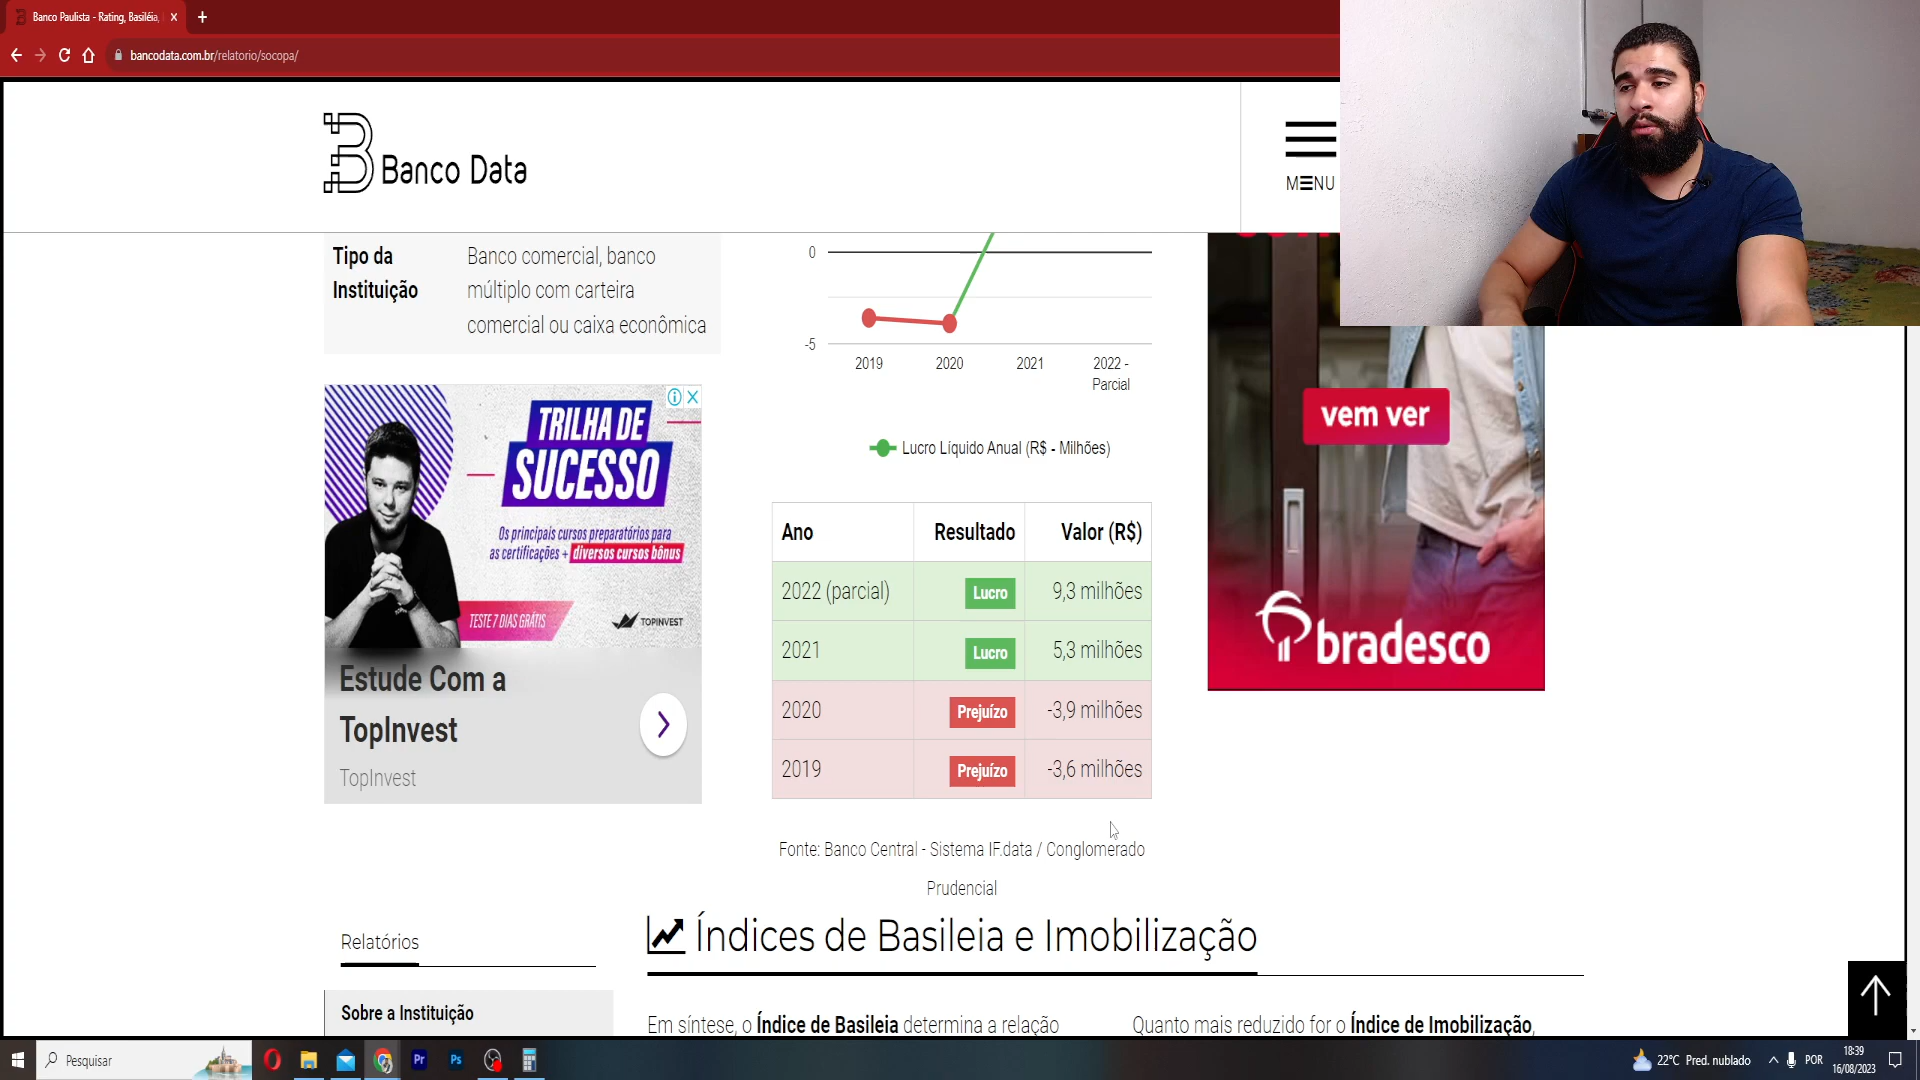 Banco Paulista - Rating, Basiléia,
bancodata.com.br/relatorio/socopa/
Banco Data
MENU
Tipo da
Instituição
Banco comercial, banco
múltiplo com carteira
comercial ou caixa econômica
0
-5
2019 2020 2021 2022 -
Parcial
Lucro Líquido Anual (R$ - Milhões)
TRILHA DE
SUCESSO
Os principais cursos preparatórios para
as certificações + diversos cursos bônus
TESTE 7 DIAS GRÁTIS
TOPINVEST
Estude Com a
TopInvest
TopInvest
Ano Resultado Valor (R$)
2022 (parcial) Lucro 9,3 milhões
2021 Lucro 5,3 milhões
2020 Prejuízo -3,9 milhões
2019 Prejuízo -3,6 milhões
Fonte: Banco Central - Sistema IF.data / Conglomerado
Prudencial
vem ver
bradesco
Índices de Basileia e Imobilização
Relatórios
Sobre a Instituição
Em síntese, o Índice de Basileia determina a relação
Quanto mais reduzido for o Índice de Imobilização,
Pesquisar
Pr
Ps
22°C Pred. nublado
POR
18:39
16/08/2023